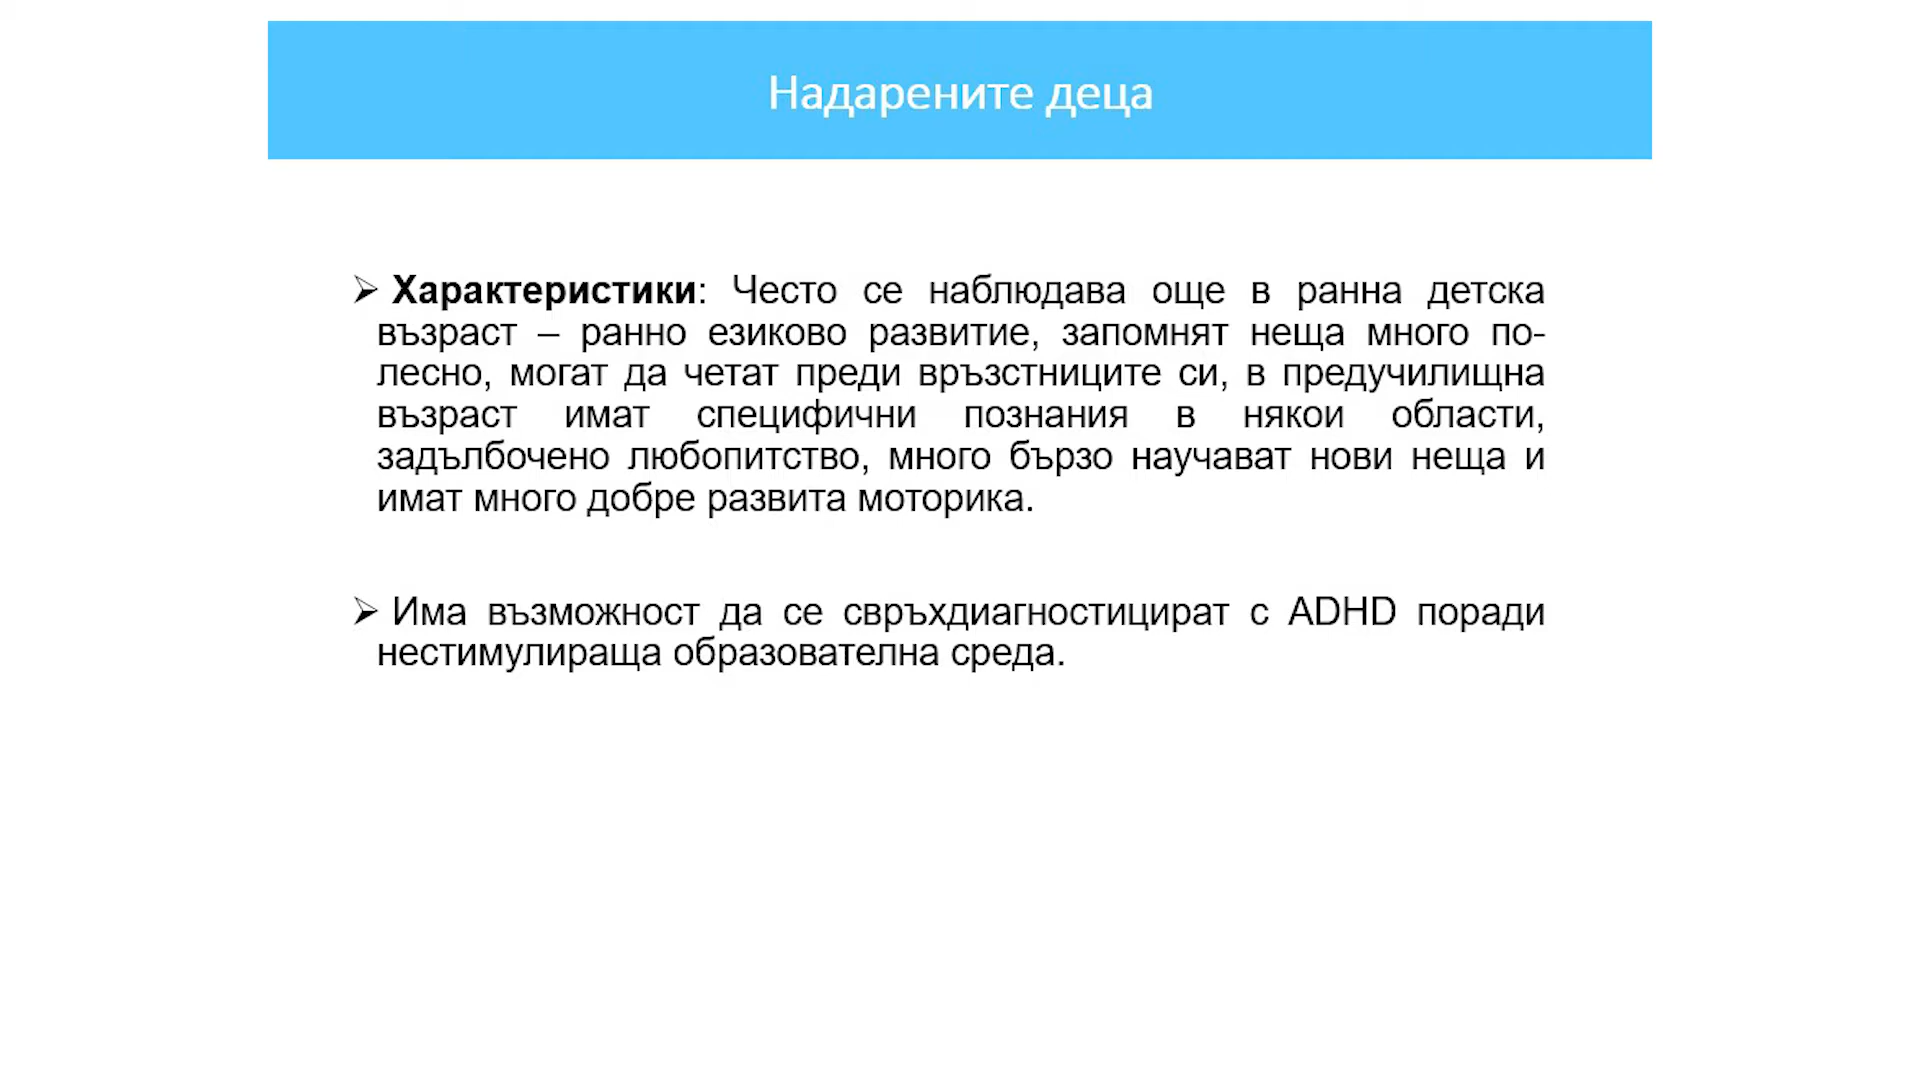 Надарените деца
➢ Характеристики: Често се наблюдава още в ранна детска
възраст – ранно езиково развитие, запомнят неща много по-
лесно, могат да четат преди връзстниците си, в предучилищна
възраст имат специфични познания в някои области,
задълбочено любопитство, много бързо научават нови неща и
имат много добре развита моторика.
➢ Има възможност да се свръхдиагностицират с ADHD поради
нестимулираща образователна среда.